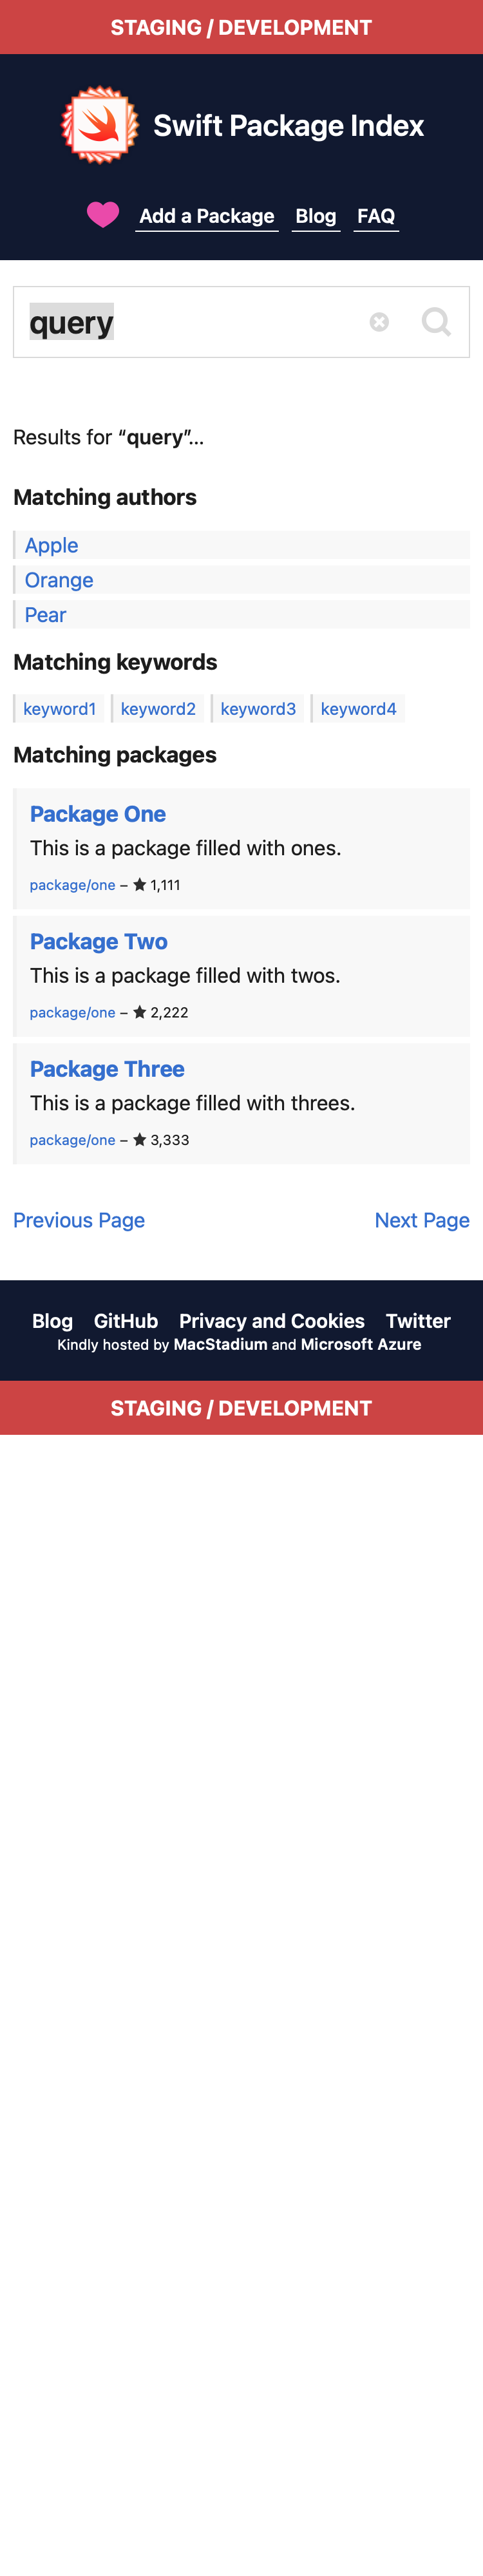 STAGING / DEVELOPMENT
Swift Package Index
Add a Package Blog FAQ
query
Results for “query”...
Matching authors
Apple
Orange
Pear
Matching keywords
keyword1 keyword2 keyword3 keyword4
Matching packages
Package One
This is a package filled with ones.
package/one – ★ 1,111
Package Two
This is a package filled with twos.
package/one – ★ 2,222
Package Three
This is a package filled with threes.
package/one – ★ 3,333
Previous Page Next Page
Blog GitHub Privacy and Cookies Twitter
Kindly hosted by MacStadium and Microsoft Azure
STAGING / DEVELOPMENT